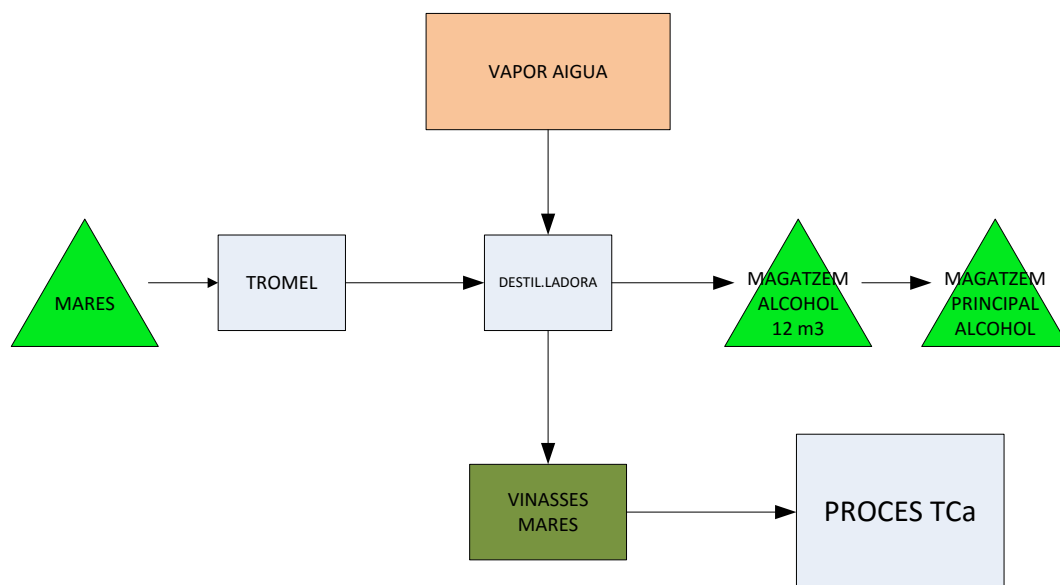 VAPOR AIGUA
MARES
TROMEL
DESTIL.LADORA
MAGATZEM
ALCOHOL
12 m3
MAGATZEM
PRINCIPAL
ALCOHOL
VINASSES
MARES
PROCES TCa